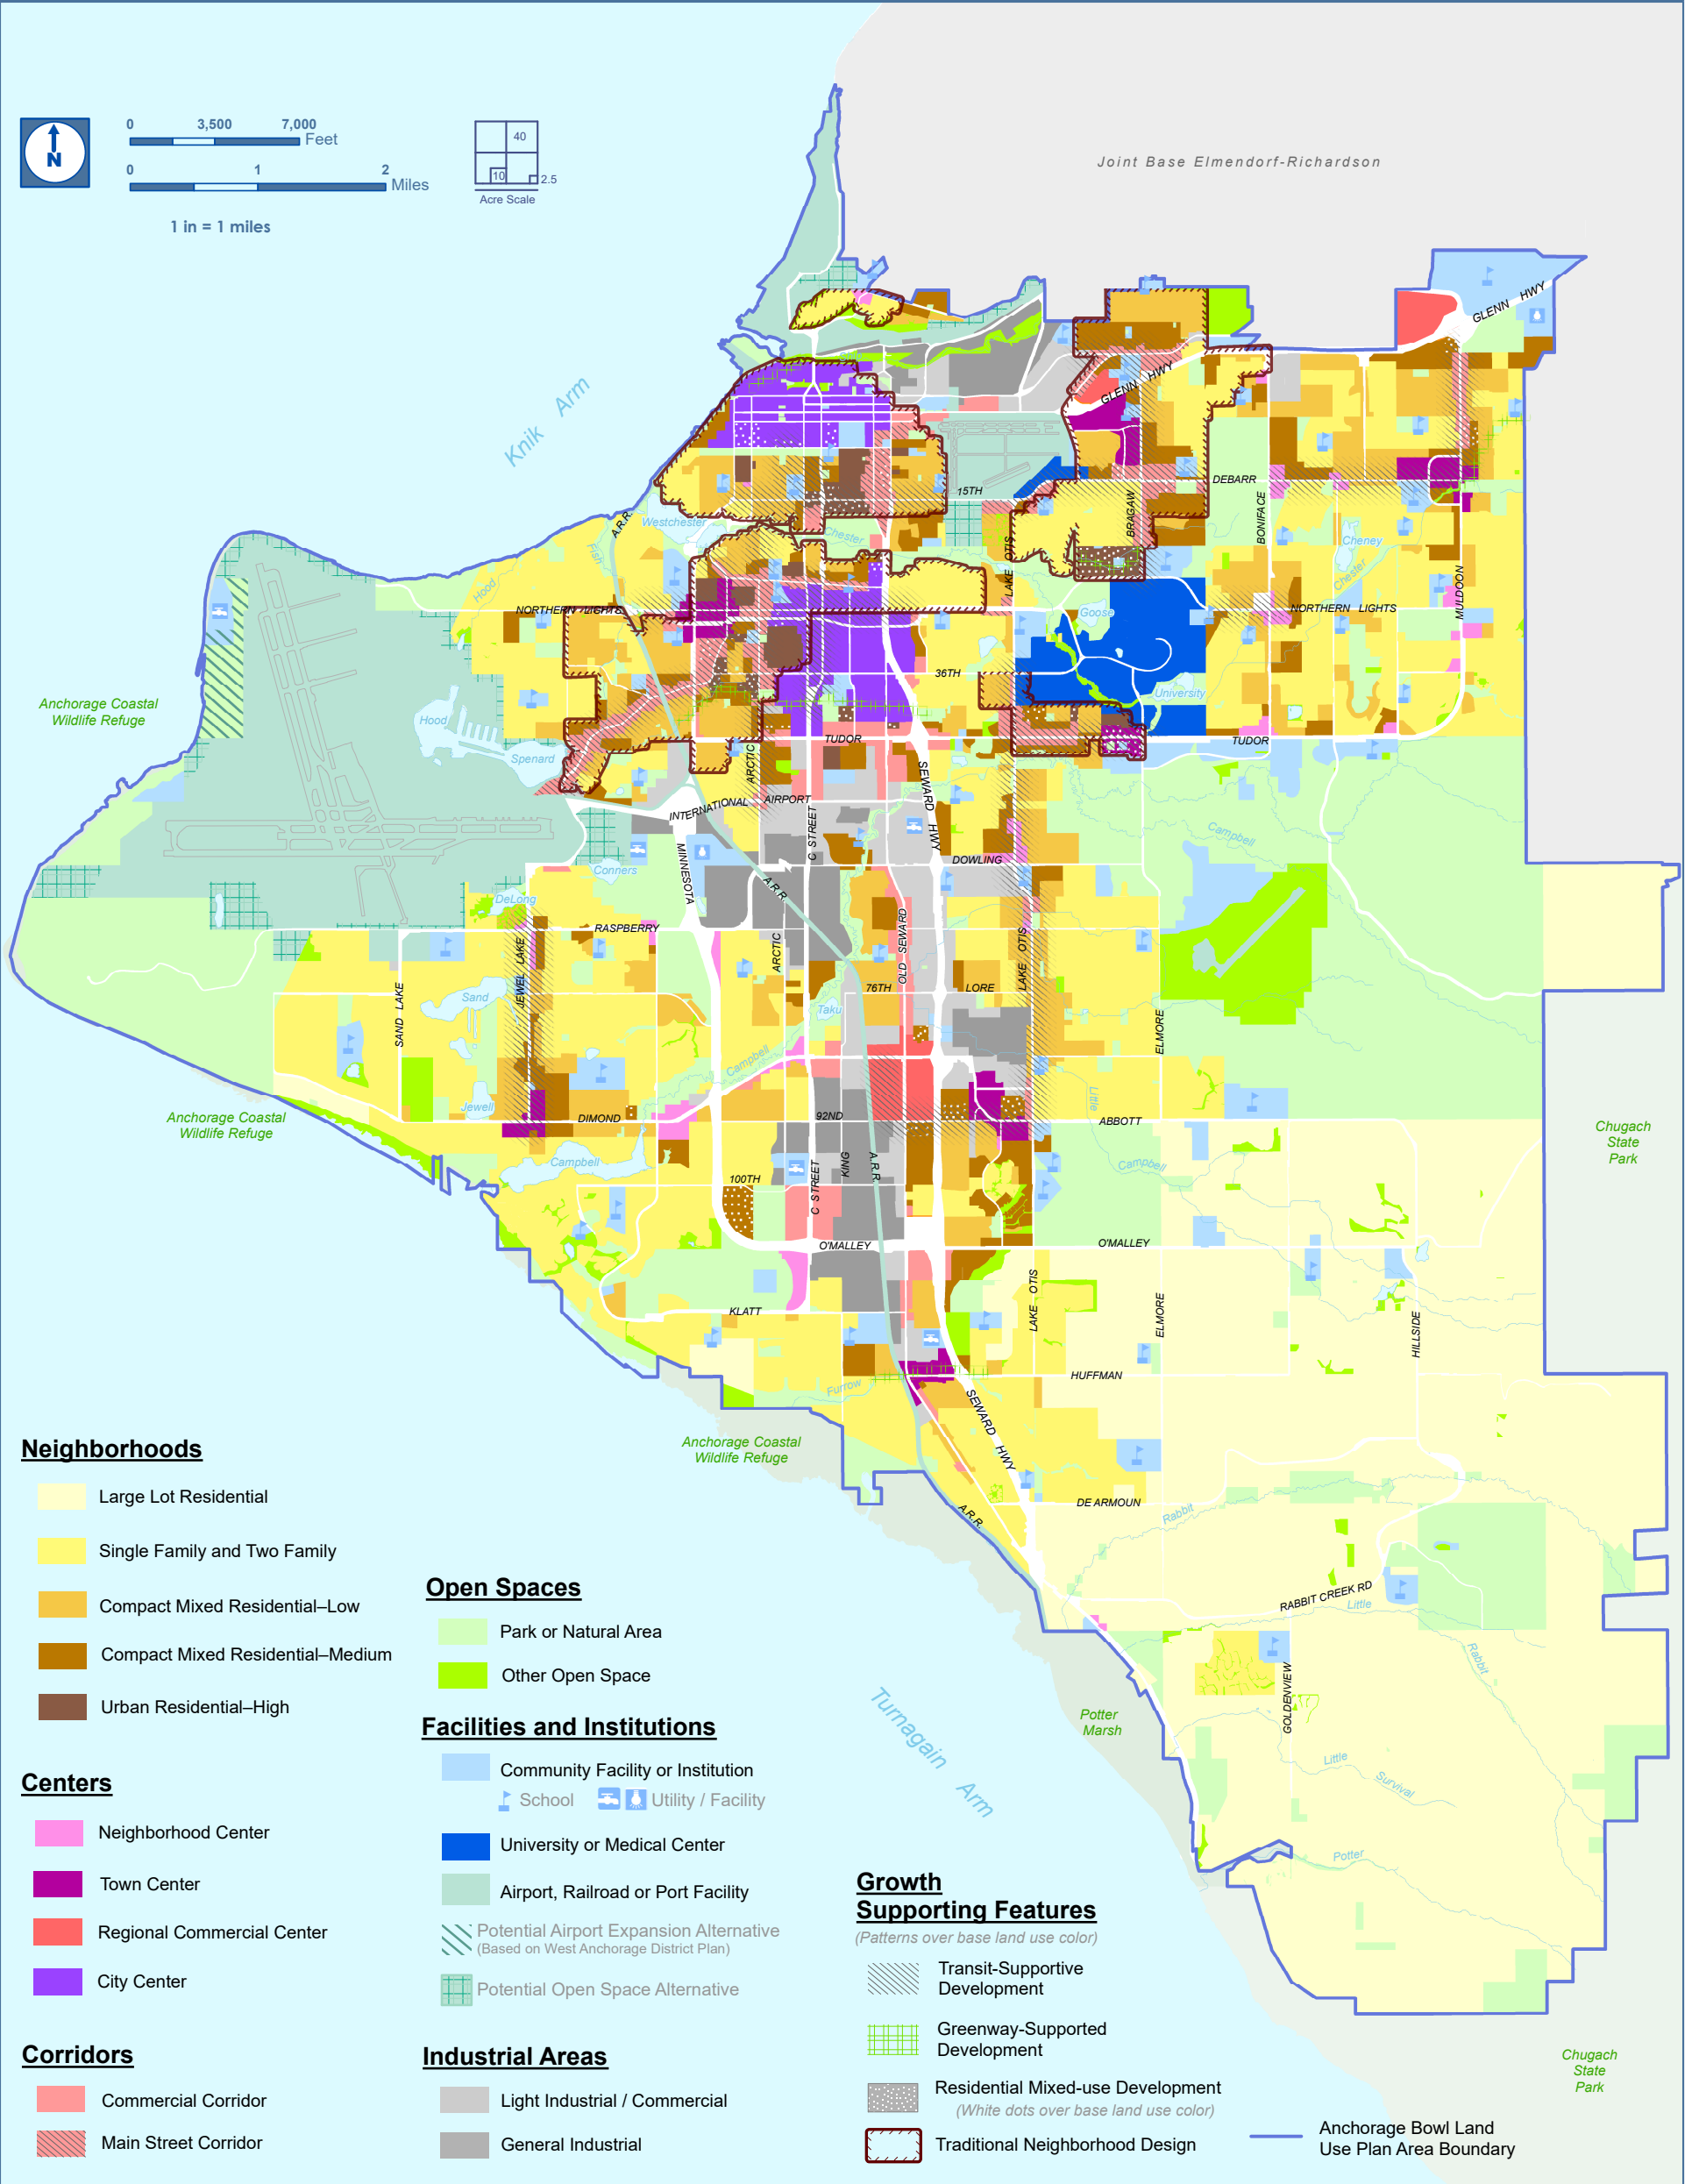 Joint Base Elmendorf-Richardson
0 3,500 7,000
Feet
0 1 2
Miles
1 in = 1 miles
40
10
2.5
Acre Scale
N
GLENN HWY
GLENN HWY
Knik Arm
15TH
DEBARR
BRAGAW
BONIFACE
MULDOON
A.R.R.
Westchester
Fish
Chester
LAKE OTIS
Cheney
Chester
Hood
NORTHERN LIGHTS
Goose
NORTHERN LIGHTS
36TH
University
Anchorage Coastal
Wildlife Refuge
Hood
Spenard
TUDOR
TUDOR
ARCTIC
SEWARD HWY
INTERNATIONAL AIRPORT
C STREET
Campbell
MINNESOTA
DOWLING
Conners
A.R.R.
DeLong
RASPBERRY
ARCTIC
OLD SEWARD
LAKE OTIS
JEWEL LAKE
SAND LAKE
Sand
76TH
LORE
Taku
ELMORE
Campbell
Little
Jewell
DIMOND
92ND
ABBOTT
Anchorage Coastal
Wildlife Refuge
Chugach
State
Park
Campbell
Campbell
100TH
C STREET
KING
A.R.R.
O'MALLEY
O'MALLEY
LAKE OTIS
ELMORE
HILLSIDE
KLATT
HUFFMAN
Furrow
SEWARD HWY
Anchorage Coastal
Wildlife Refuge
DE ARMOUN
A.R.R.
Rabbit
RABBIT CREEK RD
Little
Rabbit
GOLDENVIEW
Potter
Marsh
Turnagain Arm
Little
Survival
Potter
Chugach
State
Park
Neighborhoods
Large Lot Residential
Single Family and Two Family
Compact Mixed Residential–Low
Compact Mixed Residential–Medium
Urban Residential–High
Centers
Neighborhood Center
Town Center
Regional Commercial Center
City Center
Corridors
Commercial Corridor
Main Street Corridor
Open Spaces
Park or Natural Area
Other Open Space
Facilities and Institutions
Community Facility or Institution
School Utility / Facility
University or Medical Center
Airport, Railroad or Port Facility
Potential Airport Expansion Alternative
(Based on West Anchorage District Plan)
Potential Open Space Alternative
Industrial Areas
Light Industrial / Commercial
General Industrial
Growth
Supporting Features
(Patterns over base land use color)
Transit-Supportive
Development
Greenway-Supported
Development
Residential Mixed-use Development
(White dots over base land use color)
Traditional Neighborhood Design
Anchorage Bowl Land
Use Plan Area Boundary